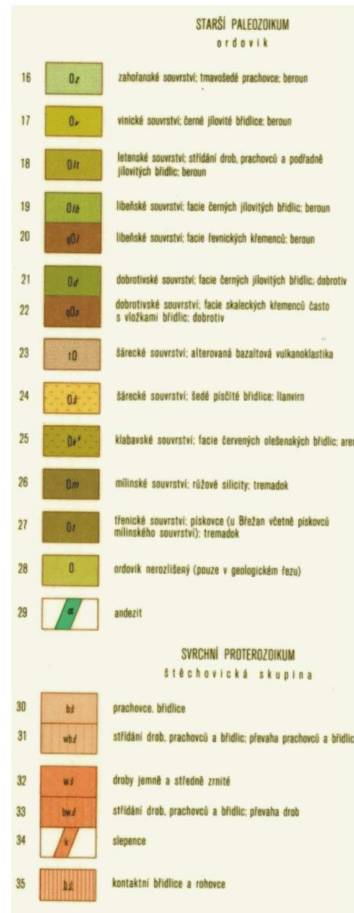 STARŠÍ PALEOZOIKUM
ordovik
16 zahořanské souvrství; tmavošedé prachovce; beroun
17 vinické souvrství; černé jílovité břidlice; beroun
18 letenské souvrství; střídání drob, prachovců a podřadně
jílovitých břidlic; beroun
19 libeňské souvrství; facie černých jílovitých břidlic; beroun
20 libeňské souvrství; facie řevnických křemenců; beroun
21 dobrotivské souvrství; facie černých jílovitých břidlic; dobrotiv
22 dobrotivské souvrství; facie skaleckých křemenců často
s vložkami břidlic; dobrotiv
23 šárecké souvrství; alterovaná bazaltová vulkanoklastika
24 šárecké souvrství; šedé písčité břidlice; llanvirn
25 klabavské souvrství; facie červených olešenských břidlic; are
26 mílinské souvrství; růžové silicity; tremadok
27 třenické souvrství; pískovce (u Břežan včetně pískovců
mílinského souvrství); tremadok
28 O ordovik nerozlišený (pouze v geologickém řezu)
29 andezit
SVRCHNÍ PROTEROZOIKUM
štěchovická skupina
30 bš prachovce, břidlice
31 wbš střídání drob, prachovců a břidlic; převaha prachovců a břidlic
32 wš droby jemně a středně zrnité
33 bwš střídání drob, prachovců a břidlic; převaha drob
34 k slepence
35 kontaktní břidlice a rohovce